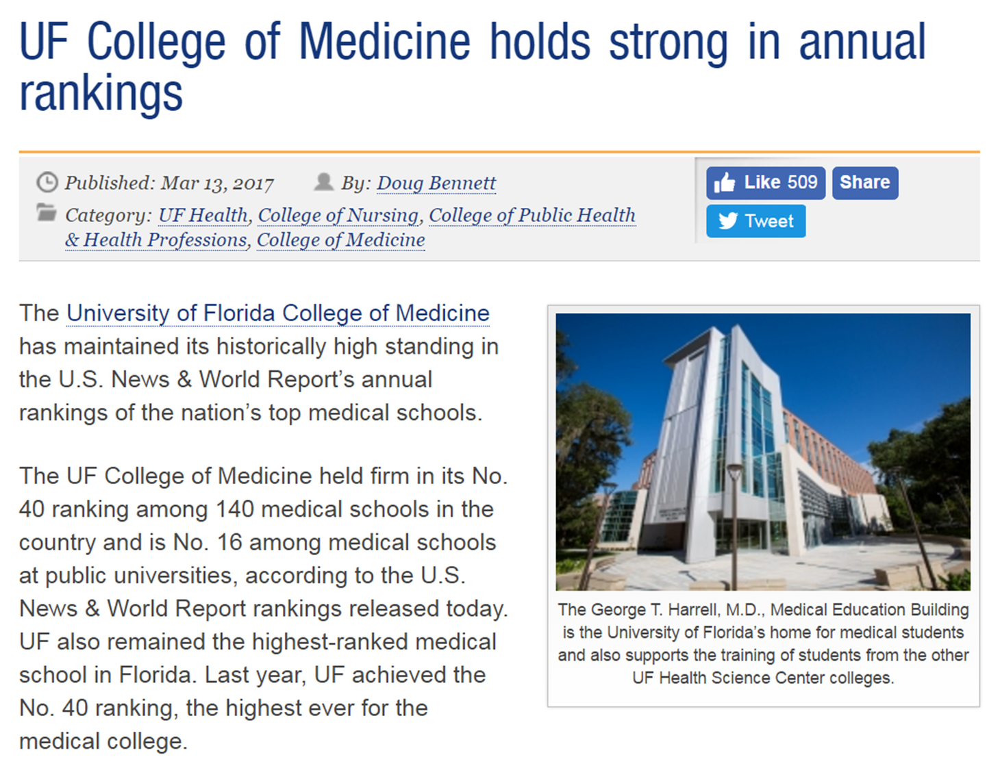 UF College of Medicine holds strong in annual
rankings
Published: Mar 13, 2017
By: Doug Bennett
Category: UF Health, College of Nursing, College of Public Health
& Health Professions, College of Medicine
Like 509
Share
Tweet
The University of Florida College of Medicine
has maintained its historically high standing in
the U.S. News & World Report’s annual
rankings of the nation’s top medical schools.
The UF College of Medicine held firm in its No.
40 ranking among 140 medical schools in the
country and is No. 16 among medical schools
at public universities, according to the U.S.
News & World Report rankings released today.
UF also remained the highest-ranked medical
school in Florida. Last year, UF achieved the
No. 40 ranking, the highest ever for the
medical college.
The George T. Harrell, M.D., Medical Education Building
is the University of Florida’s home for medical students
and also supports the training of students from the other
UF Health Science Center colleges.